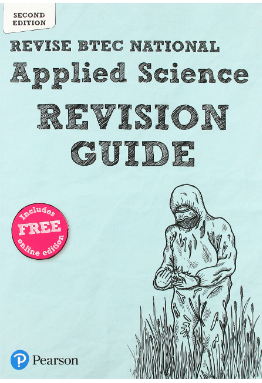 SECOND
EDITION
REVISE BTEC NATIONAL
Applied Science
REVISION
GUIDE
Includes
FREE
online edition
P Pearson